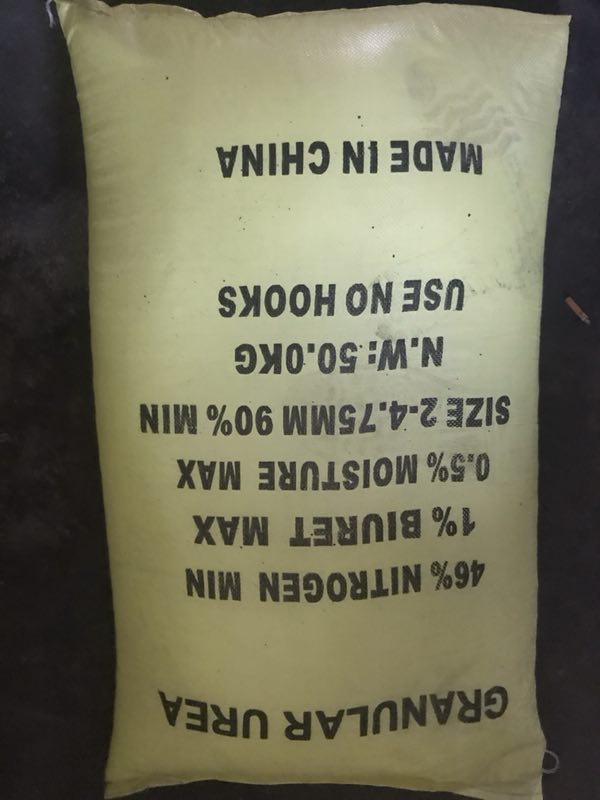 GRANULAR UREA
46% NITROGEN MIN
1% BIURET MAX
0.5% MOISTURE MAX
SIZE 2-4.75MM 90% MIN
N.W: 50.0KG
USE NO HOOKS
MADE IN CHINA